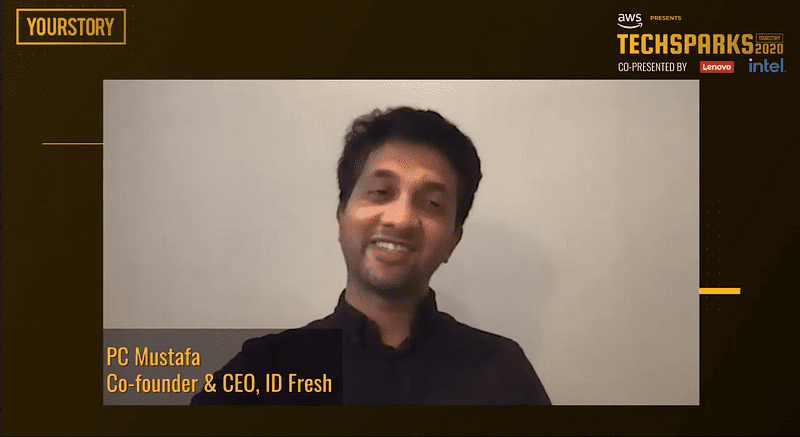 YOURSTORY
aws PRESENTS
TECHSPARKS YOURSTORY 2020
CO-PRESENTED BY Lenovo intel.
PC Mustafa
Co-founder & CEO, ID Fresh